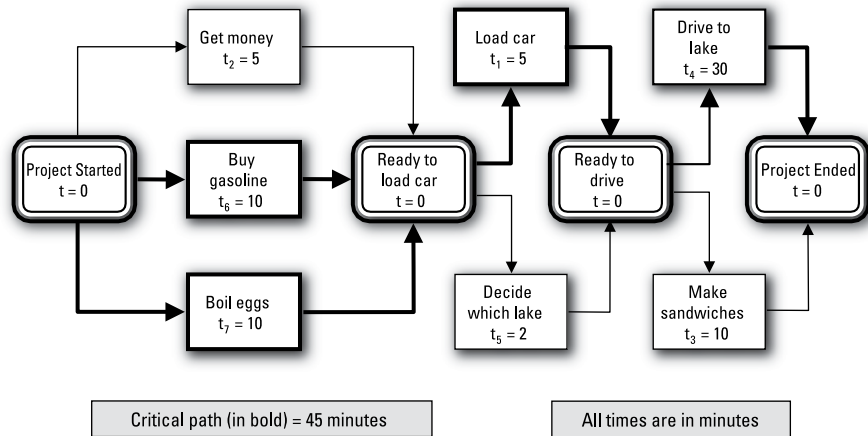 Get money
t₂ = 5
Load car
t₁ = 5
Drive to
lake
t₄ = 30
Project Started
t = 0
Buy
gasoline
t₆ = 10
Ready to
load car
t = 0
Ready to
drive
t = 0
Project Ended
t = 0
Boil eggs
t₇ = 10
Decide
which lake
t₅ = 2
Make
sandwiches
t₃ = 10
Critical path (in bold) = 45 minutes
All times are in minutes